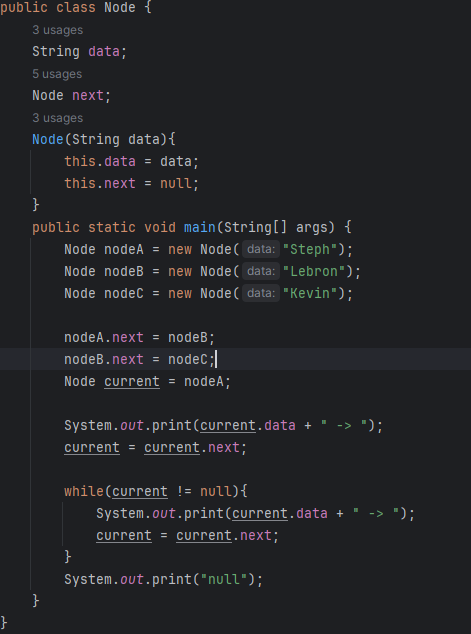 public class Node {
3 usages
String data;
5 usages
Node next;
3 usages
Node(String data){
this.data = data;
this.next = null;
}
public static void main(String[] args) {
Node nodeA = new Node( data: "Steph");
Node nodeB = new Node( data: "Lebron");
Node nodeC = new Node( data: "Kevin");
nodeA.next = nodeB;
nodeB.next = nodeC;
Node current = nodeA;
System.out.print(current.data + " -> ");
current = current.next;
while(current != null){
System.out.print(current.data + " -> ");
current = current.next;
}
System.out.print("null");
}
}